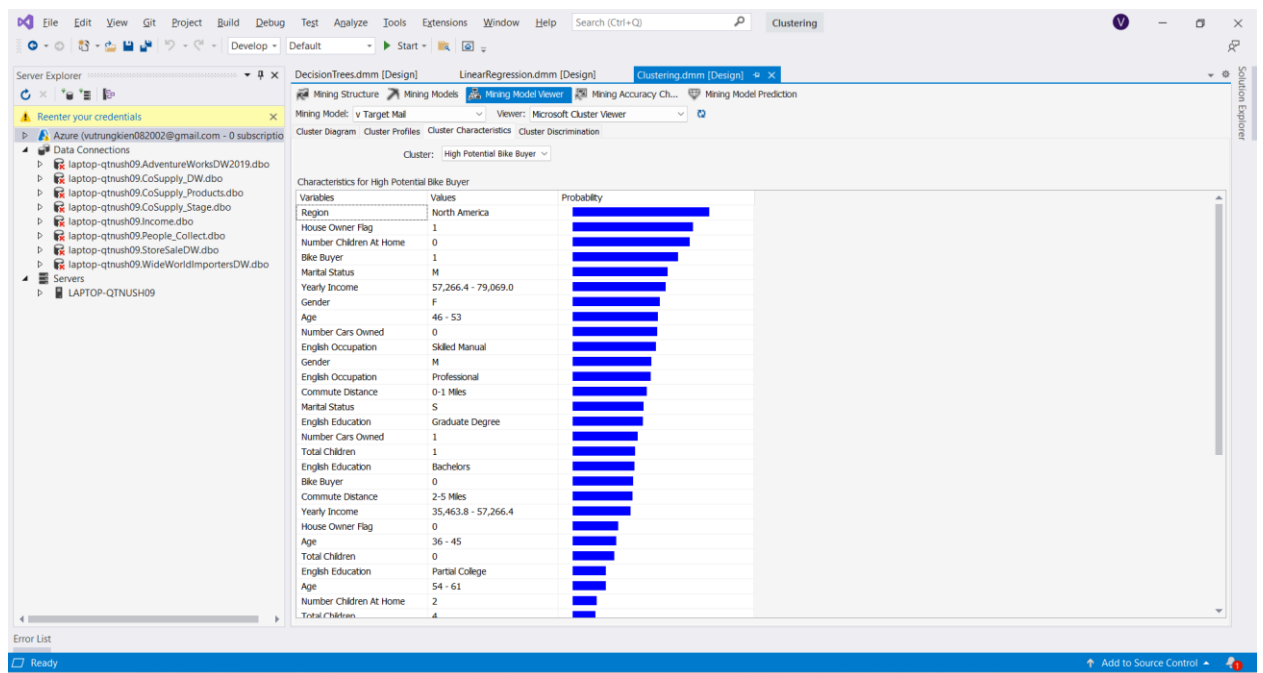 File Edit View Git Project Build Debug Test Analyze Tools Extensions Window Help Search (Ctrl+Q) Clustering V
Develop Default Start
Server Explorer
Reenter your credentials
Azure (vutrungkien082002@gmail.com - 0 subscriptio
Data Connections
laptop-qtnush09.AdventureWorksDW2019.dbo
laptop-qtnush09.CoSupply_DW.dbo
laptop-qtnush09.CoSupply_Products.dbo
laptop-qtnush09.CoSupply_Stage.dbo
laptop-qtnush09.Income.dbo
laptop-qtnush09.People_Collect.dbo
laptop-qtnush09.StoreSaleDW.dbo
laptop-qtnush09.WideWorldImportersDW.dbo
Servers
LAPTOP-QTNUSH09
DecisionTrees.dmm [Design] LinearRegression.dmm [Design] Clustering.dmm [Design]
Mining Structure Mining Models Mining Model Viewer Mining Accuracy Ch... Mining Model Prediction
Mining Model: v Target Mail Viewer: Microsoft Cluster Viewer
Cluster Diagram Cluster Profiles Cluster Characteristics Cluster Discrimination
Cluster: High Potential Bike Buyer
Characteristics for High Potential Bike Buyer
Variables Values Probability
Region North America
House Owner Flag 1
Number Children At Home 0
Bike Buyer 1
Marital Status M
Yearly Income 57,266.4 - 79,069.0
Gender F
Age 46 - 53
Number Cars Owned 0
English Occupation Skilled Manual
Gender M
English Occupation Professional
Commute Distance 0-1 Miles
Marital Status S
English Education Graduate Degree
Number Cars Owned 1
Total Children 1
English Education Bachelors
Bike Buyer 0
Commute Distance 2-5 Miles
Yearly Income 35,463.8 - 57,266.4
House Owner Flag 0
Age 36 - 45
Total Children 0
English Education Partial College
Age 54 - 61
Number Children At Home 2
Total Children 4
Solution Explorer
Error List
Ready Add to Source Control 1